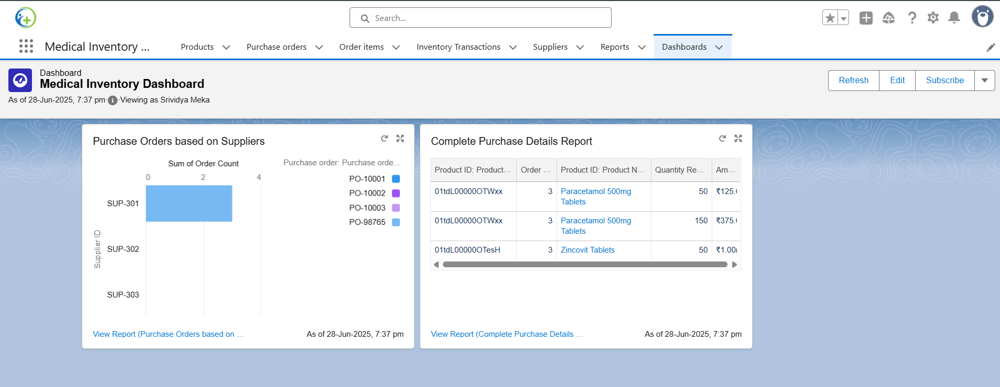 Search...
Medical Inventory ...
Products
Purchase orders
Order items
Inventory Transactions
Suppliers
Reports
Dashboards
Dashboard
Medical Inventory Dashboard
As of 28-Jun-2025, 7:37 pm·Viewing as Srividya Meka
Refresh
Edit
Subscribe
Purchase Orders based on Suppliers
Sum of Order Count
0 2 4
Supplier ID
SUP-301
SUP-302
SUP-303
Purchase order: Purchase orde...
PO-10001
PO-10002
PO-10003
PO-98765
View Report (Purchase Orders based on ...
As of 28-Jun-2025, 7:37 pm
Complete Purchase Details Report
Product ID: Product... Order ... Product ID: Product N... Quantity Re... Am...
01tdL00000OTWxx 3 Paracetamol 500mg 50 ₹125.
Tablets
01tdL00000OTWxx 3 Paracetamol 500mg 150 ₹375.
Tablets
01tdL00000OTesH 3 Zincovit Tablets 50 ₹1.00
View Report (Complete Purchase Details ...
As of 28-Jun-2025, 7:37 pm